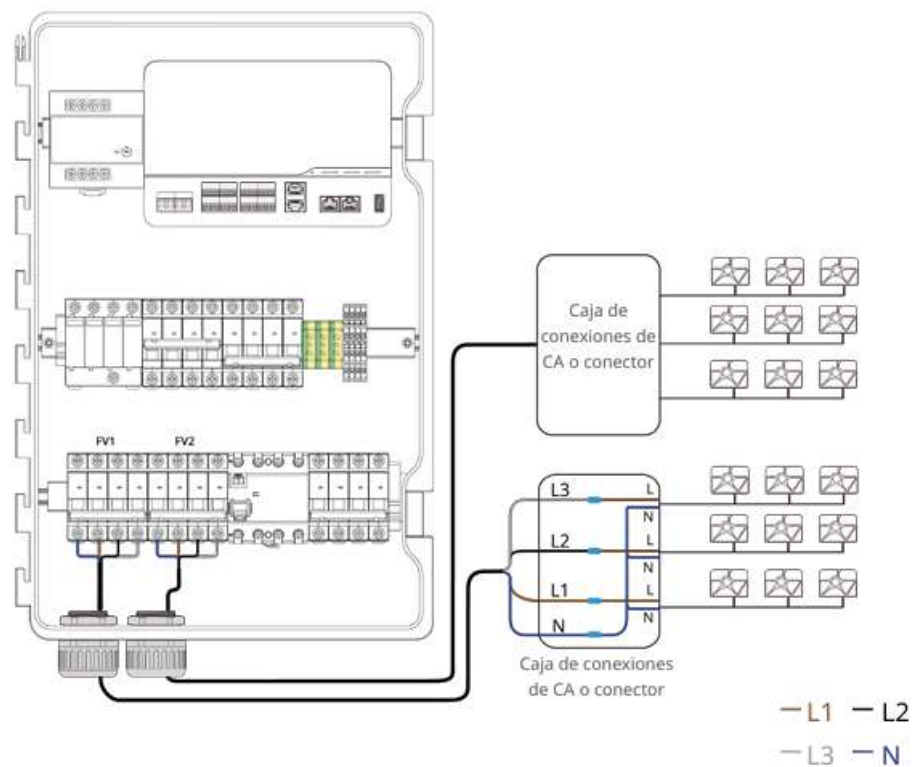 Caja de
conexiones de
CA o conector
FV1 FV2
L3 L
N
L2 L
N
L1 L
N N
Caja de conexiones
de CA o conector
L1 L2
L3 N